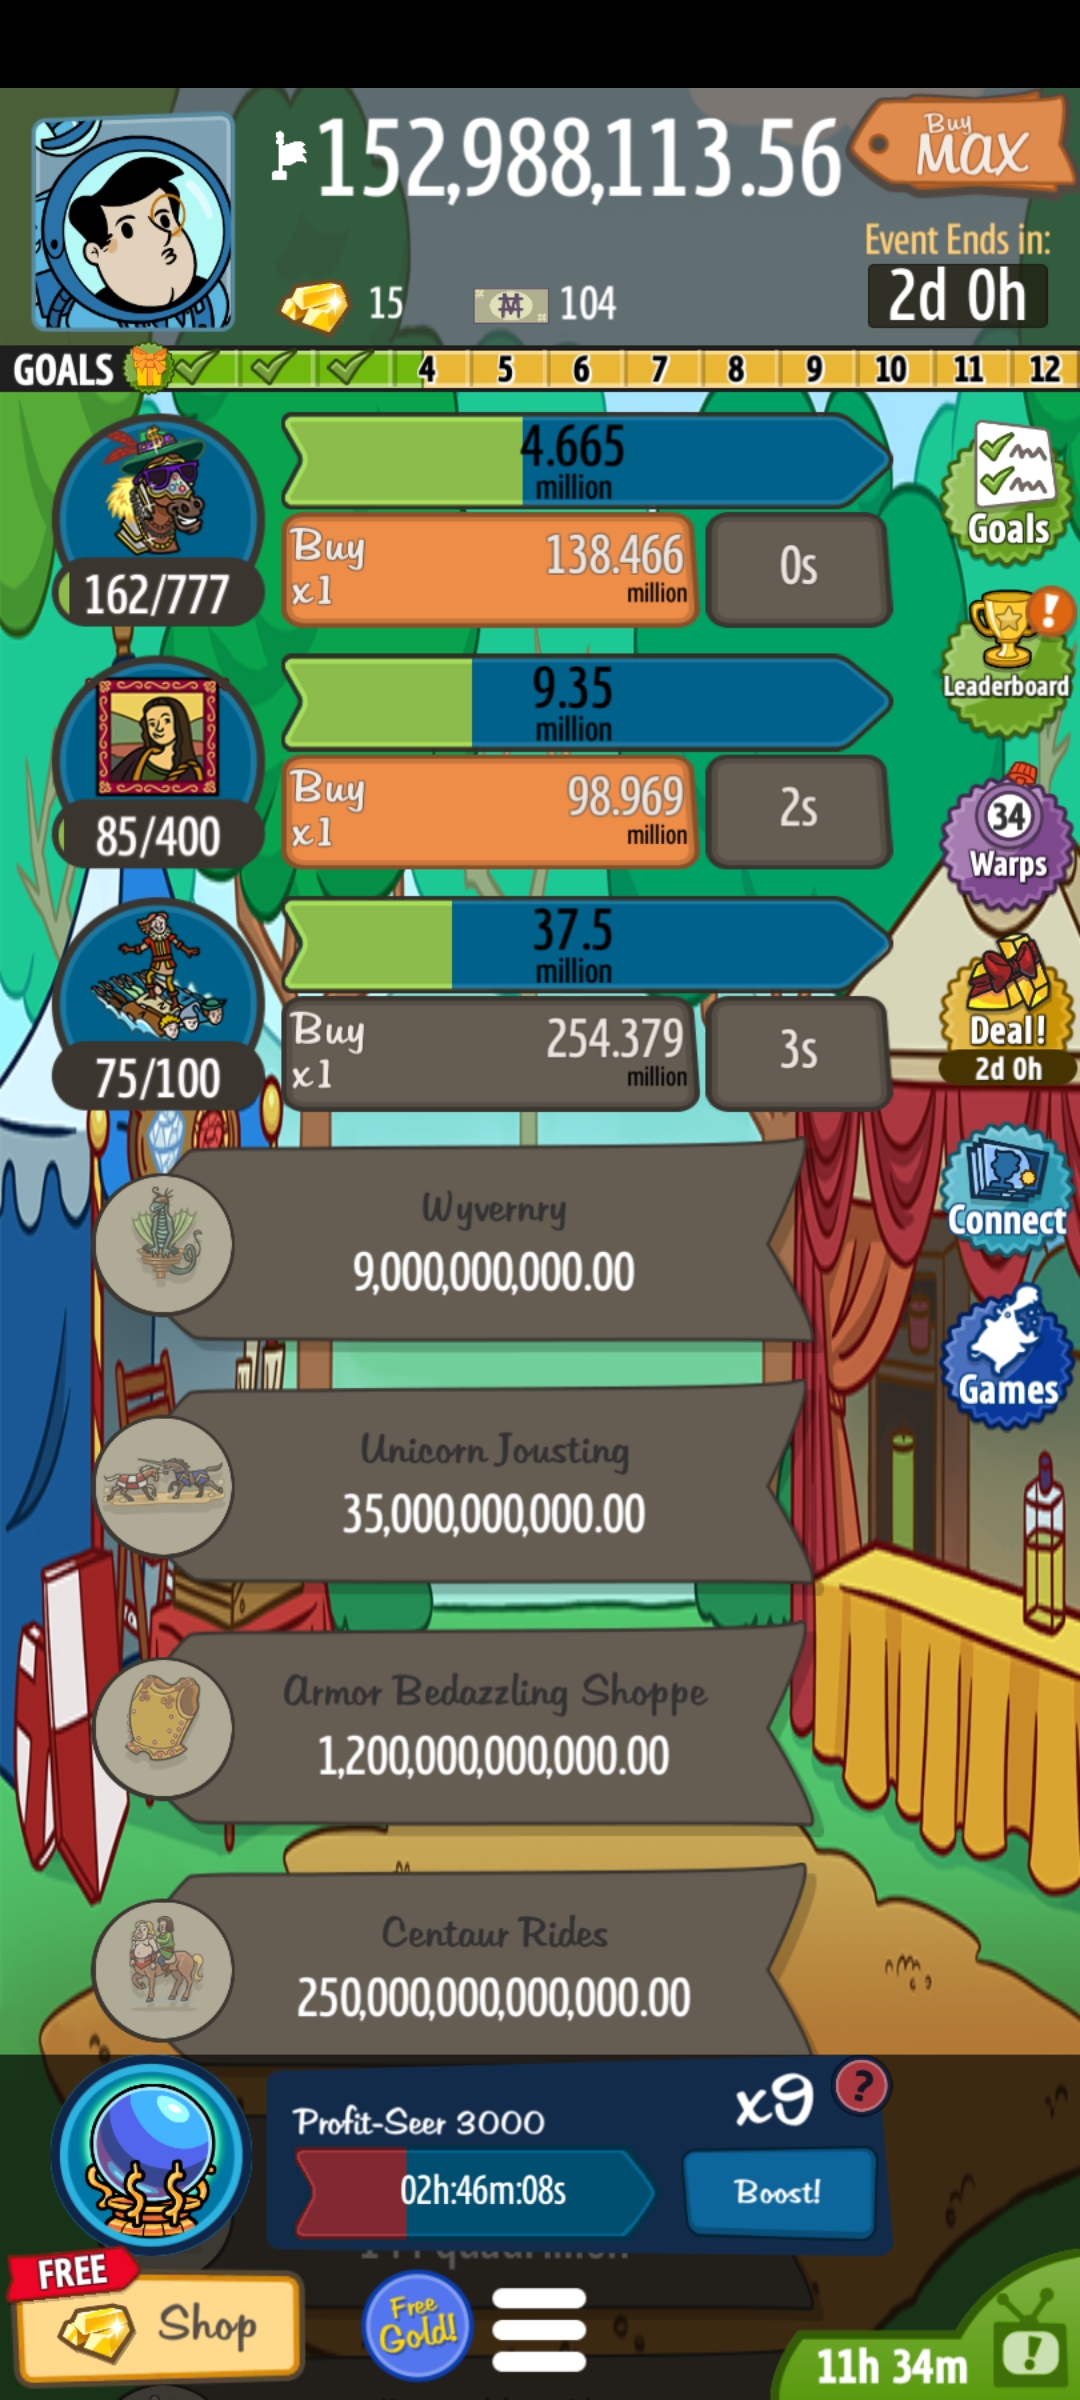 152,988,113.56
Buy
MAX
Event Ends in:
2d 0h
15
104
GOALS 4 5 6 7 8 9 10 11 12
4.665
million
Buy
x1
138.466
million
0s
162/777
Goals
9.35
million
Buy
x1
98.969
million
2s
85/400
Leaderboard
34
Warps
37.5
million
Buy
x1
254.379
million
3s
75/100
Deal!
2d 0h
Wyvernry
9,000,000,000.00
Connect
Unicorn Jousting
35,000,000,000.00
Games
Armor Bedazzling Shoppe
1,200,000,000,000.00
Centaur Rides
250,000,000,000,000.00
Profit-Seer 3000
x9
?
02h:46m:08s
Boost!
FREE
Shop
Free
Gold!
11h 34m
!